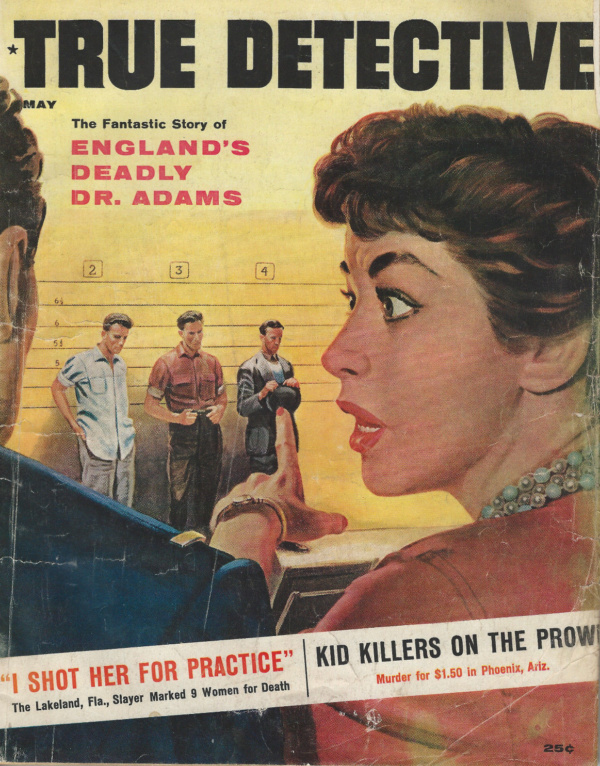 ★TRUE DETECTIVE
MAY
The Fantastic Story of
ENGLAND'S
DEADLY
DR. ADAMS
2 3 4
6½
6
5½
5
"I SHOT HER FOR PRACTICE"
The Lakeland, Fla., Slayer Marked 9 Women for Death
KID KILLERS ON THE PROW
Murder for $1.50 in Phoenix, Ariz.
25¢